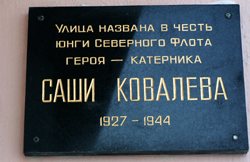 Улица названа в честь
юнги Северного Флота
героя — катерника
САШИ КОВАЛЕВА
1927 – 1944